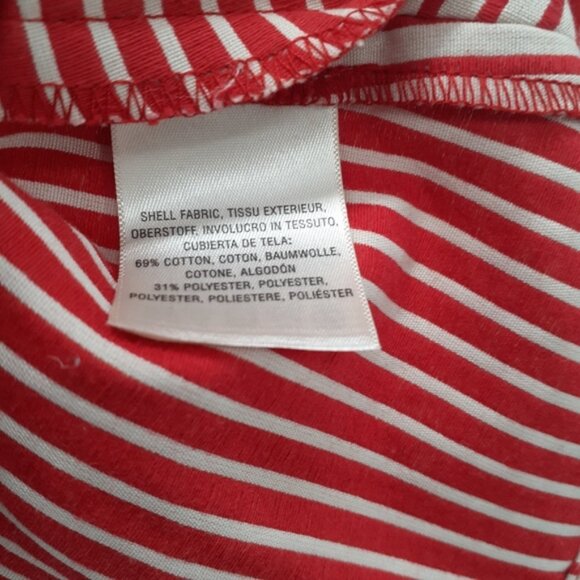 SHELL FABRIC, TISSU EXTERIEUR,
OBERSTOFF, INVOLUCRO IN TESSUTO.
CUBIERTA DE TELA:
69% COTTON, COTON, BAUMWOLLE,
COTONE, ALGODÓN
31% POLYESTER, POLYESTER,
POLYESTER, POLIESTERE, POLIÉSTER